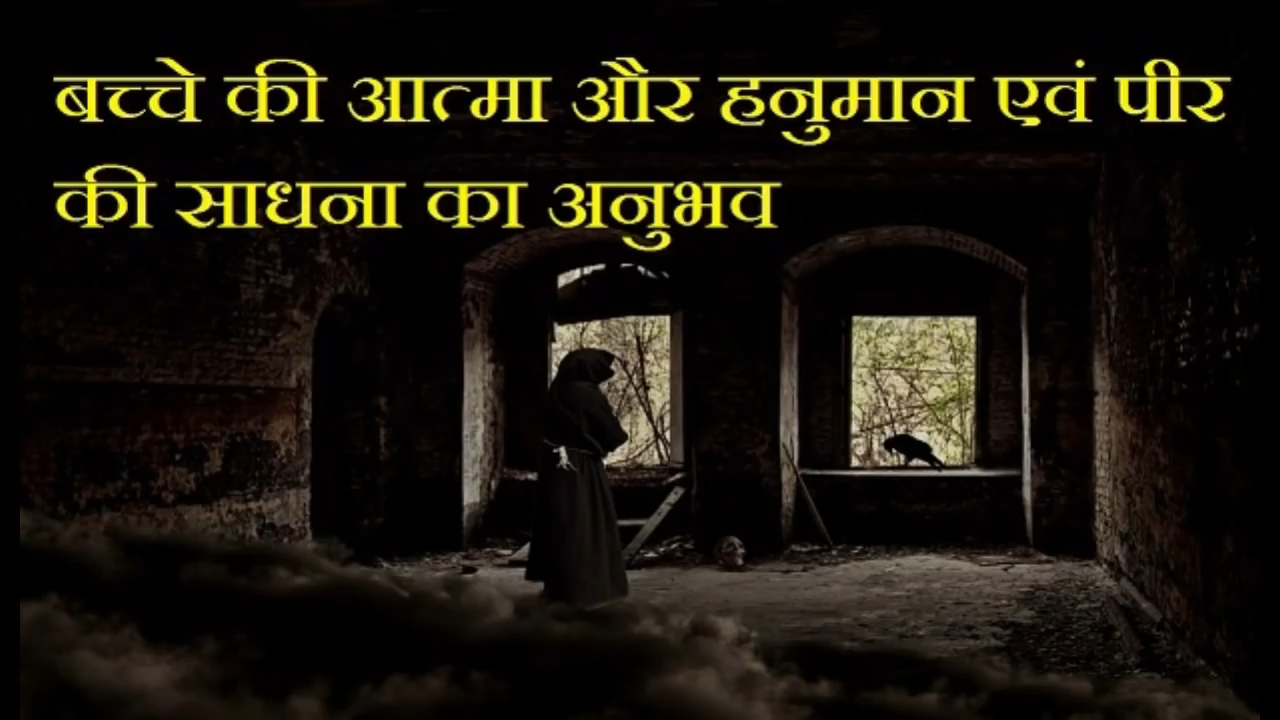 बच्चे की आत्मा और हनुमान एवं पीर
की साधना का अनुभव